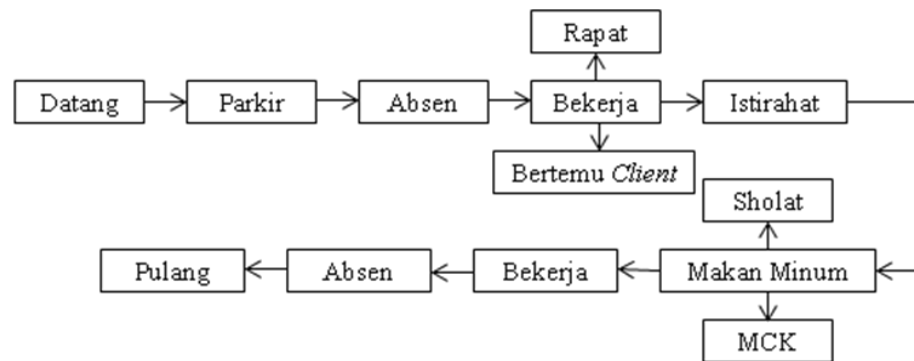 Rapat
Datang
Parkir
Absen
Bekerja
Istirahat
Bertemu Client
Sholat
Pulang
Absen
Bekerja
Makan Minum
MCK